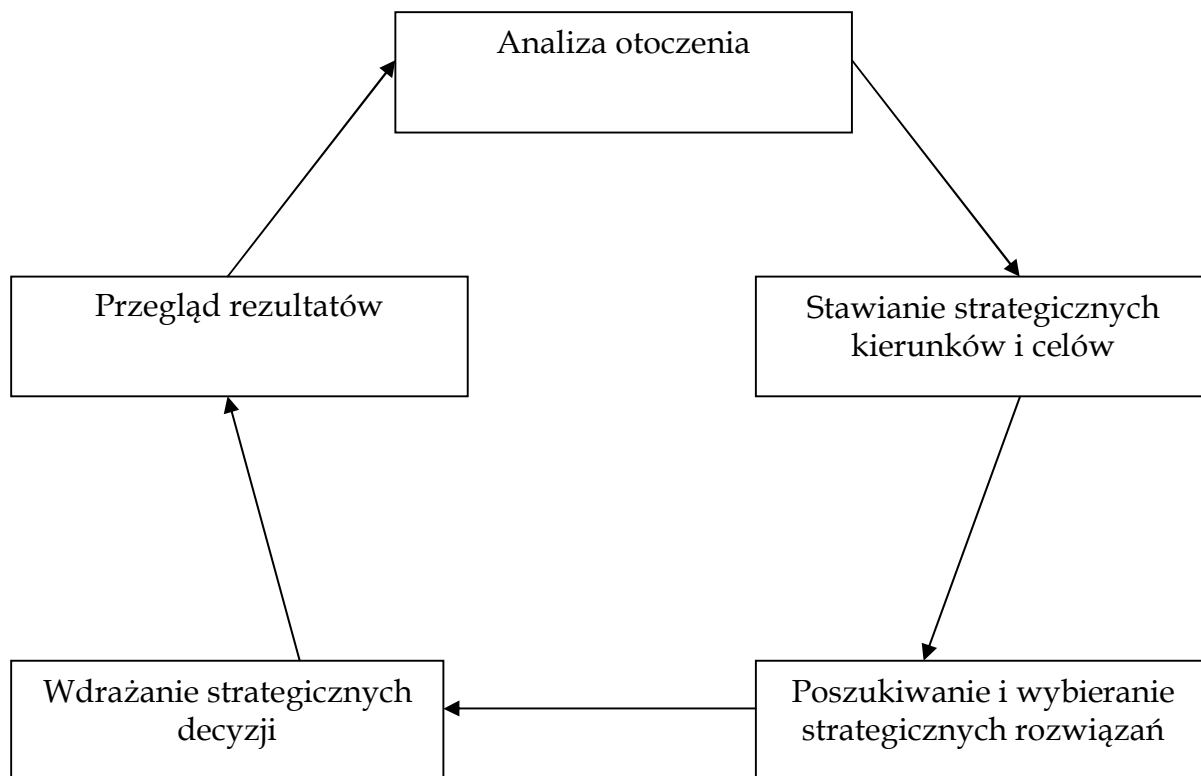 Analiza otoczenia
Przegląd rezultatów
Stawianie strategicznych
kierunków i celów
Wdrażanie strategicznych
decyzji
Poszukiwanie i wybieranie
strategicznych rozwiązań